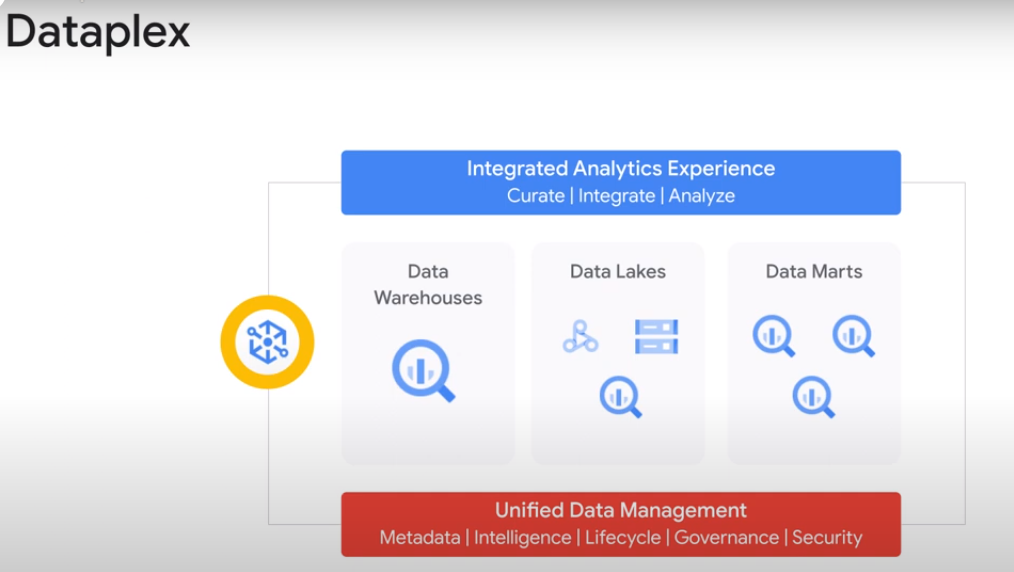 Dataplex
Integrated Analytics Experience
Curate | Integrate | Analyze
Data
Warehouses
Data Lakes
Data Marts
Unified Data Management
Metadata | Intelligence | Lifecycle | Governance | Security